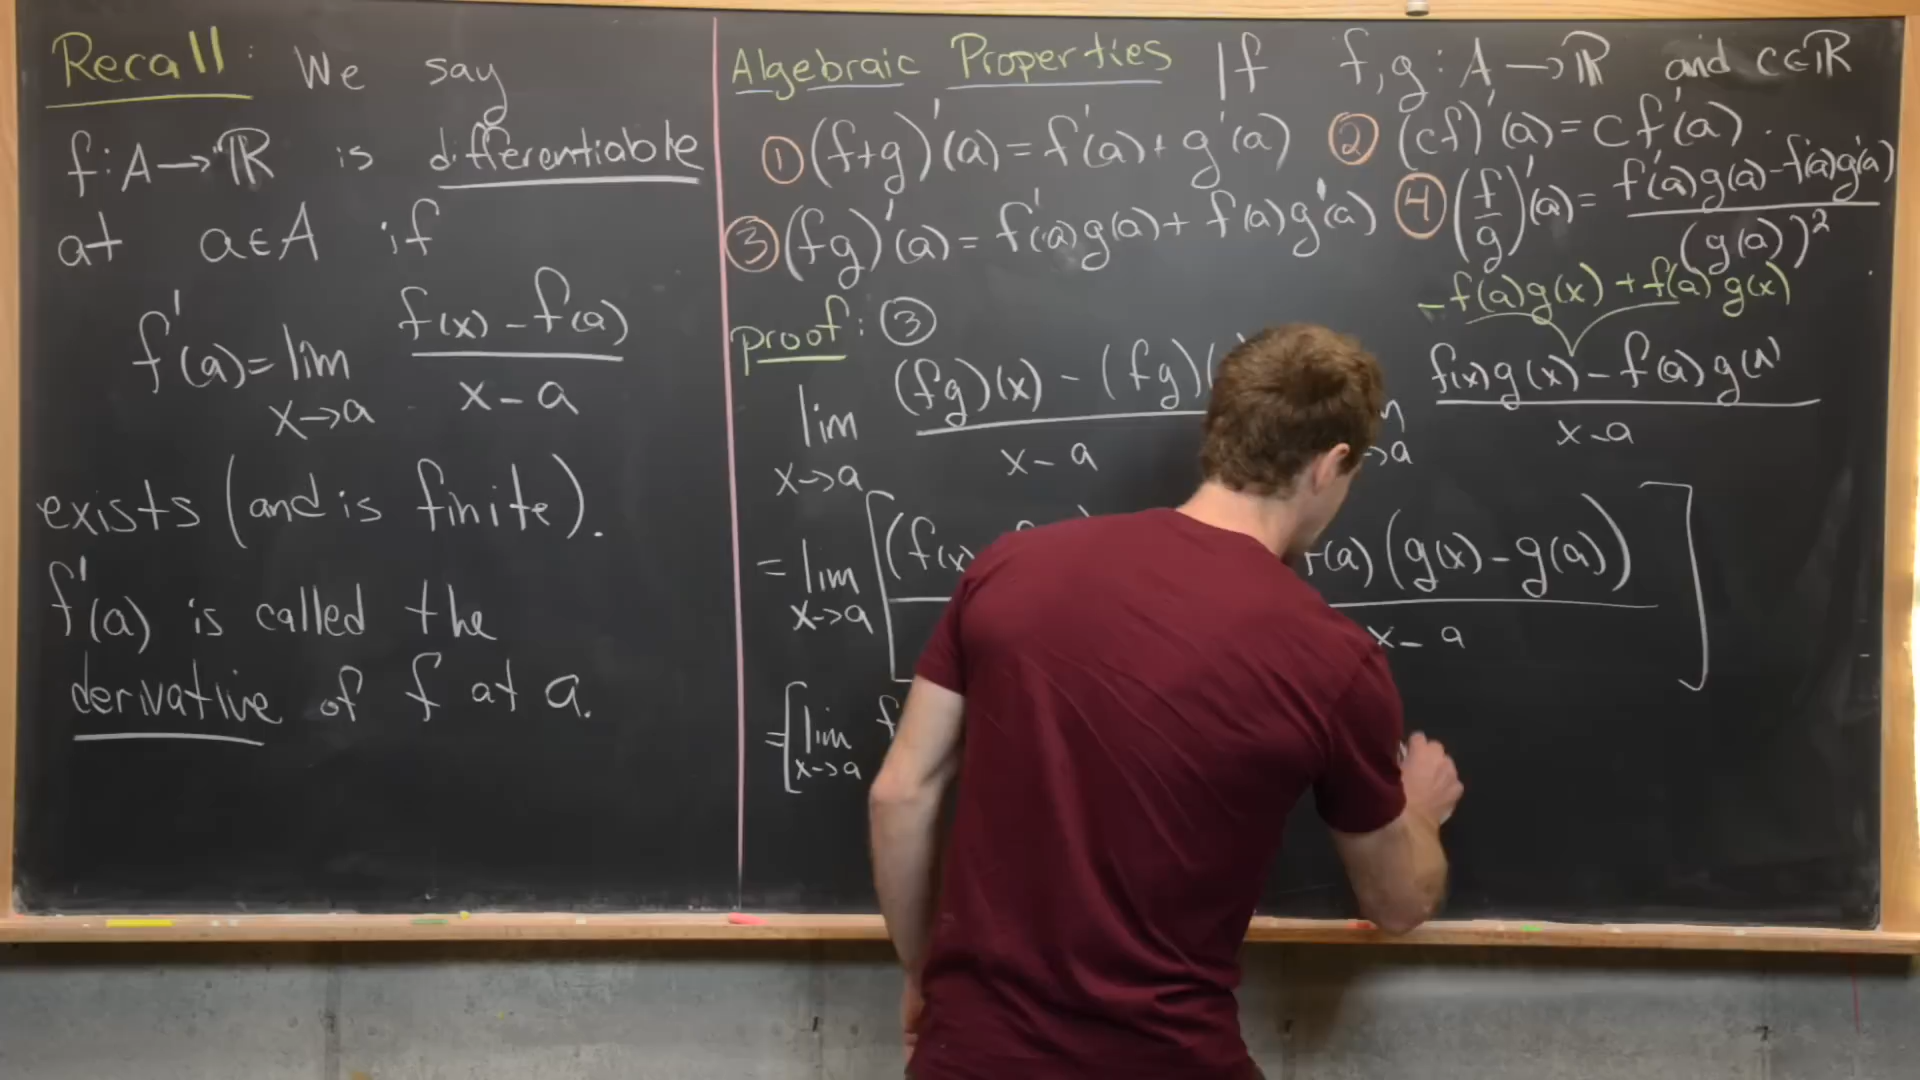 Recall: We say
f: A → ℝ is differentiable
at a ∈ A if
f'(a) = lim f(x) - f(a)
x → a x - a
exists (and is finite).
f'(a) is called the
derivative of f at a.
Algebraic Properties If f, g: A → ℝ and c ∈ ℝ
① (f+g)'(a) = f'(a) + g'(a) ② (cf)'(a) = cf'(a)
③ (fg)'(a) = f'(a)g(a) + f(a)g'(a) ④ (f/g)'(a) = f'(a)g(a) - f(a)g'(a)
(g(a))²
- f(a)g(x) + f(a)g(x)
proof: ③
lim (fg)(x) - (fg)( f(x)g(x) - f(a)g(
x → a x - a → a x - a
= lim [(f(x) (a)(g(x) - g(a))]
x → a x - a
= [lim f
x → a